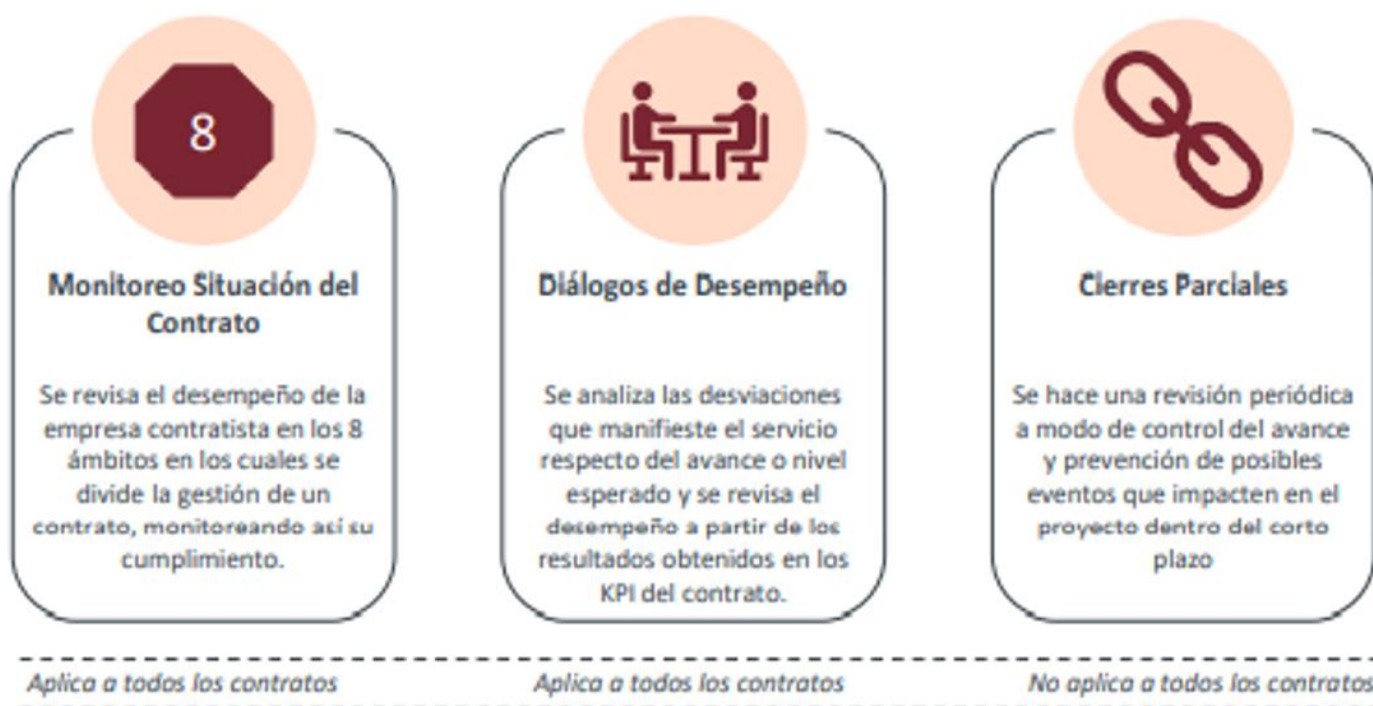 8
Monitoreo Situación del
Contrato
Se revisa el desempeño de la
empresa contratista en los 8
ámbitos en los cuales se
divide la gestión de un
contrato, monitoreando así su
cumplimiento.
Aplica a todos los contratos
Diálogos de Desempeño
Se analiza las desviaciones
que manifieste el servicio
respecto del avance o nivel
esperado y se revisa el
desempeño a partir de los
resultados obtenidos en los
KPI del contrato.
Aplica a todos los contratos
Cierres Parciales
Se hace una revisión periódica
a modo de control del avance
y prevención de posibles
eventos que impacten en el
proyecto dentro del corto
plazo
No aplica a todos los contratos